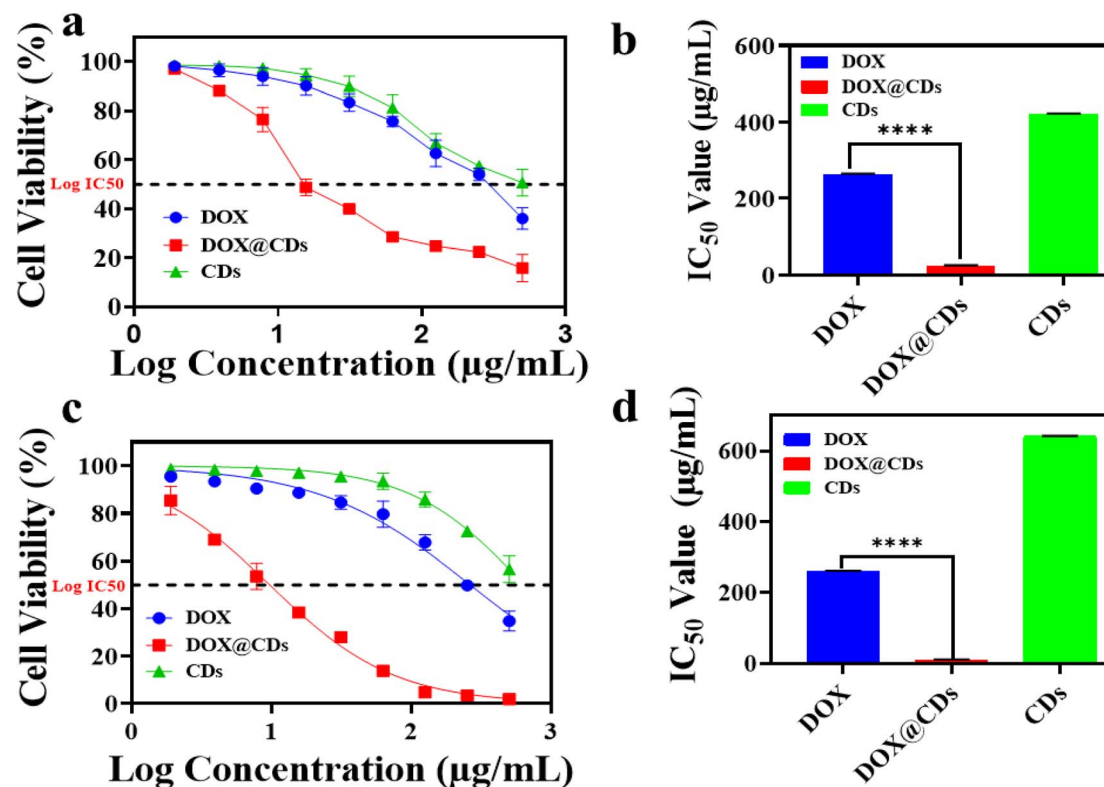 a
Cell Viability (%)
100
80
60
Log IC50
40
20
0
DOX
DOX@CDs
CDs
0
1
2
3
Log Concentration (µg/mL)
b
IC50 Value (µg/mL)
600
400
200
0
DOX
DOX@CDs
CDs
****
DOX
DOX@CDs
CDs
c
Cell Viability (%)
100
80
60
Log IC50
40
20
0
DOX
DOX@CDs
CDs
0
1
2
3
Log Concentration (µg/mL)
d
IC50 Value (µg/mL)
600
400
200
0
DOX
DOX@CDs
CDs
****
DOX
DOX@CDs
CDs